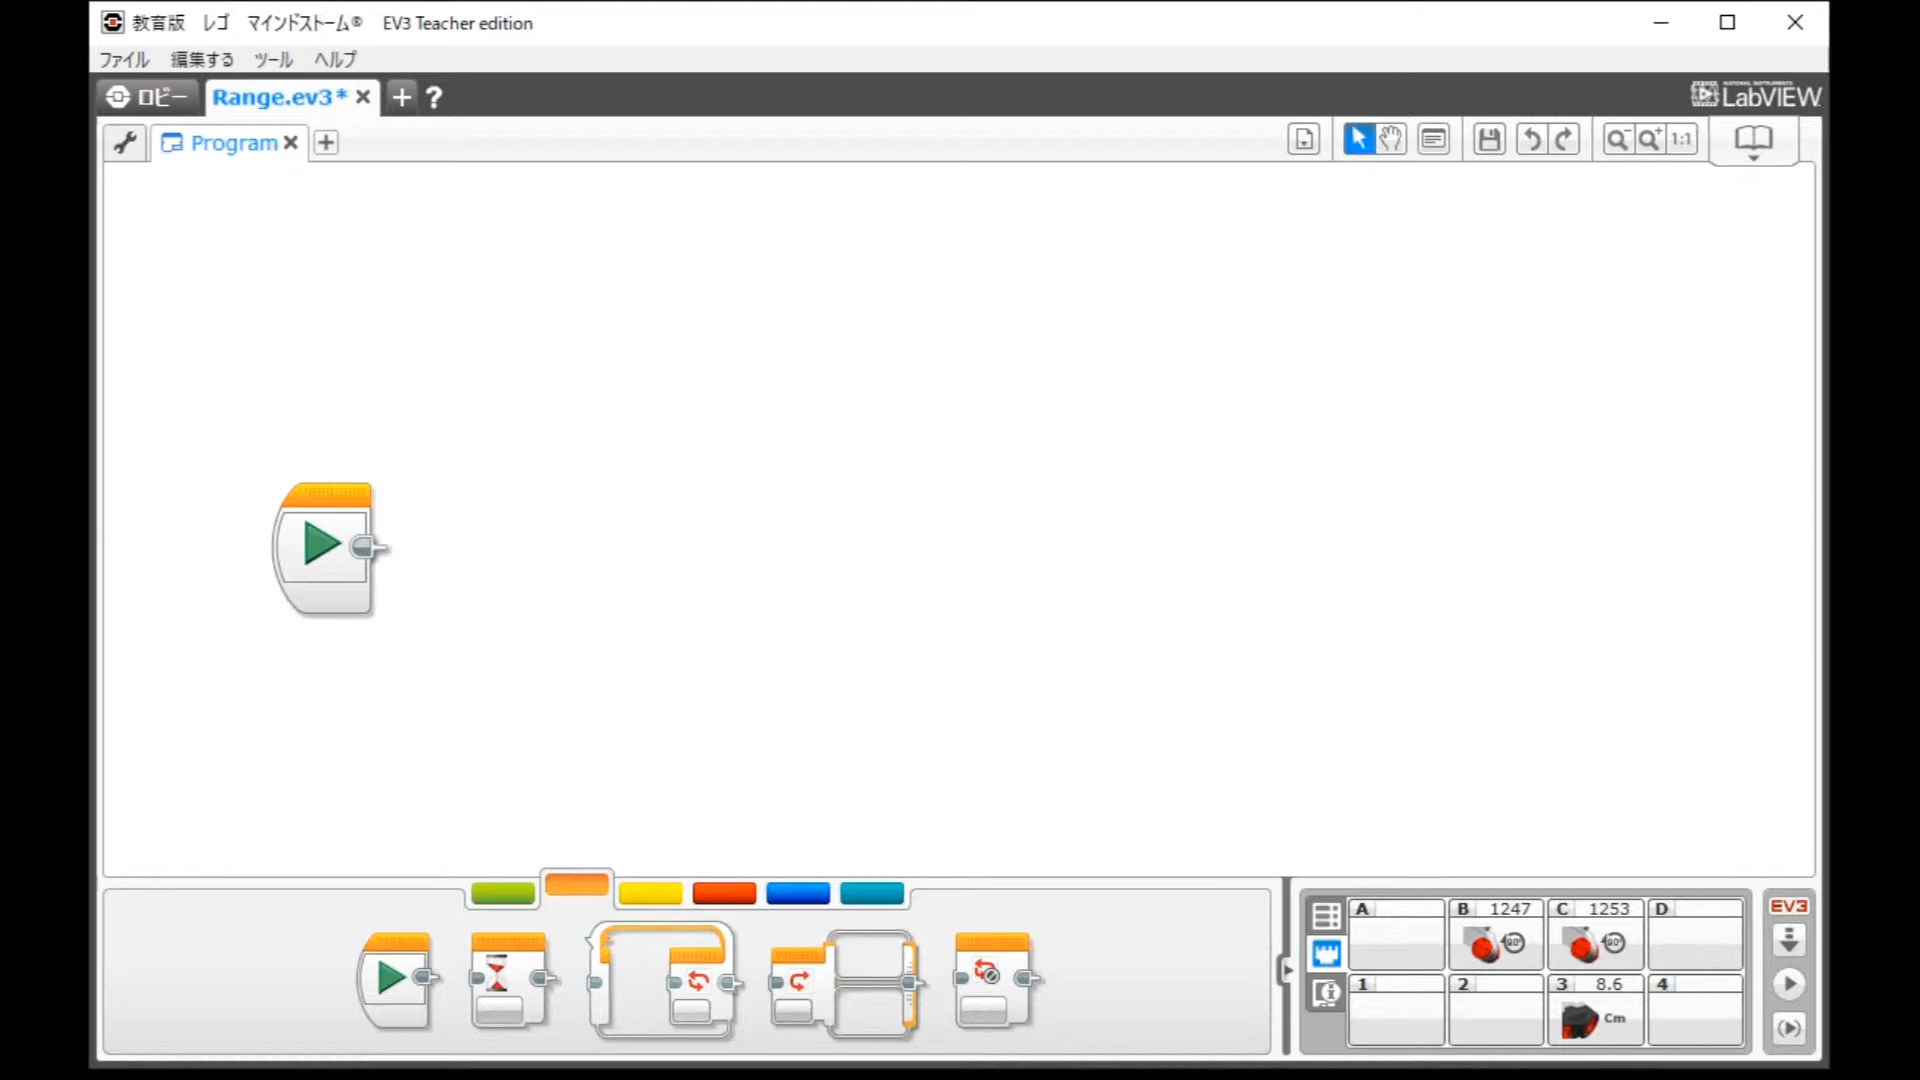 教育版 レゴ マインドストーム® EV3 Teacher edition
ファイル 編集する ツール ヘルプ
ロビー Range.ev3* ?
LabVIEW
Program
1:1
A B 1247 C 1253 D EV3
1 2 3 8.6 4
Cm